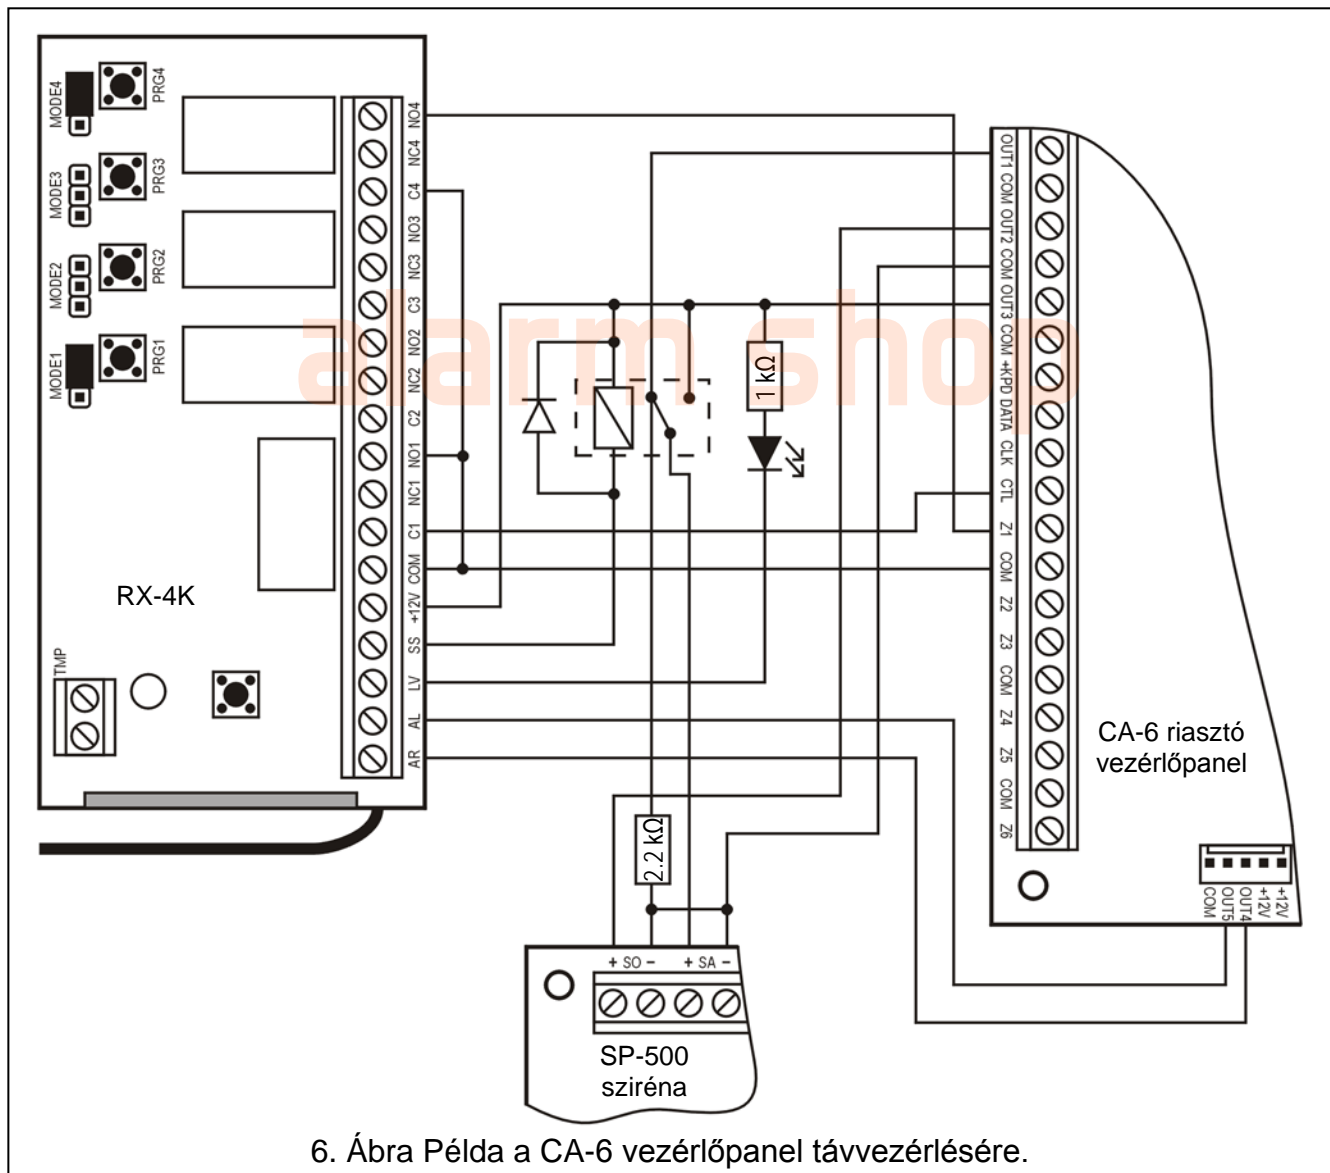 MODE4
PRG4
MODE3
PRG3
MODE2
PRG2
MODE1
PRG1
RX-4K
TMP
NO4
NC4
C4
NO3
NC3
C3
NO2
NC2
C2
NO1
NC1
C1
COM
+12V
SS
LV
AL
AR
alarm shop
1 kΩ
2.2 kΩ
OUT1
COM
OUT2
COM
OUT3
COM
+KPD
DATA
CLK
CTL
Z1
COM
Z2
Z3
COM
Z4
Z5
COM
Z6
CA-6 riasztó
vezérlőpanel
COM
OUT5
OUT4
+12V
+12V
+ SO − + SA −
SP-500
sziréna
6. Ábra Példa a CA-6 vezérlőpanel távvezérlésére.